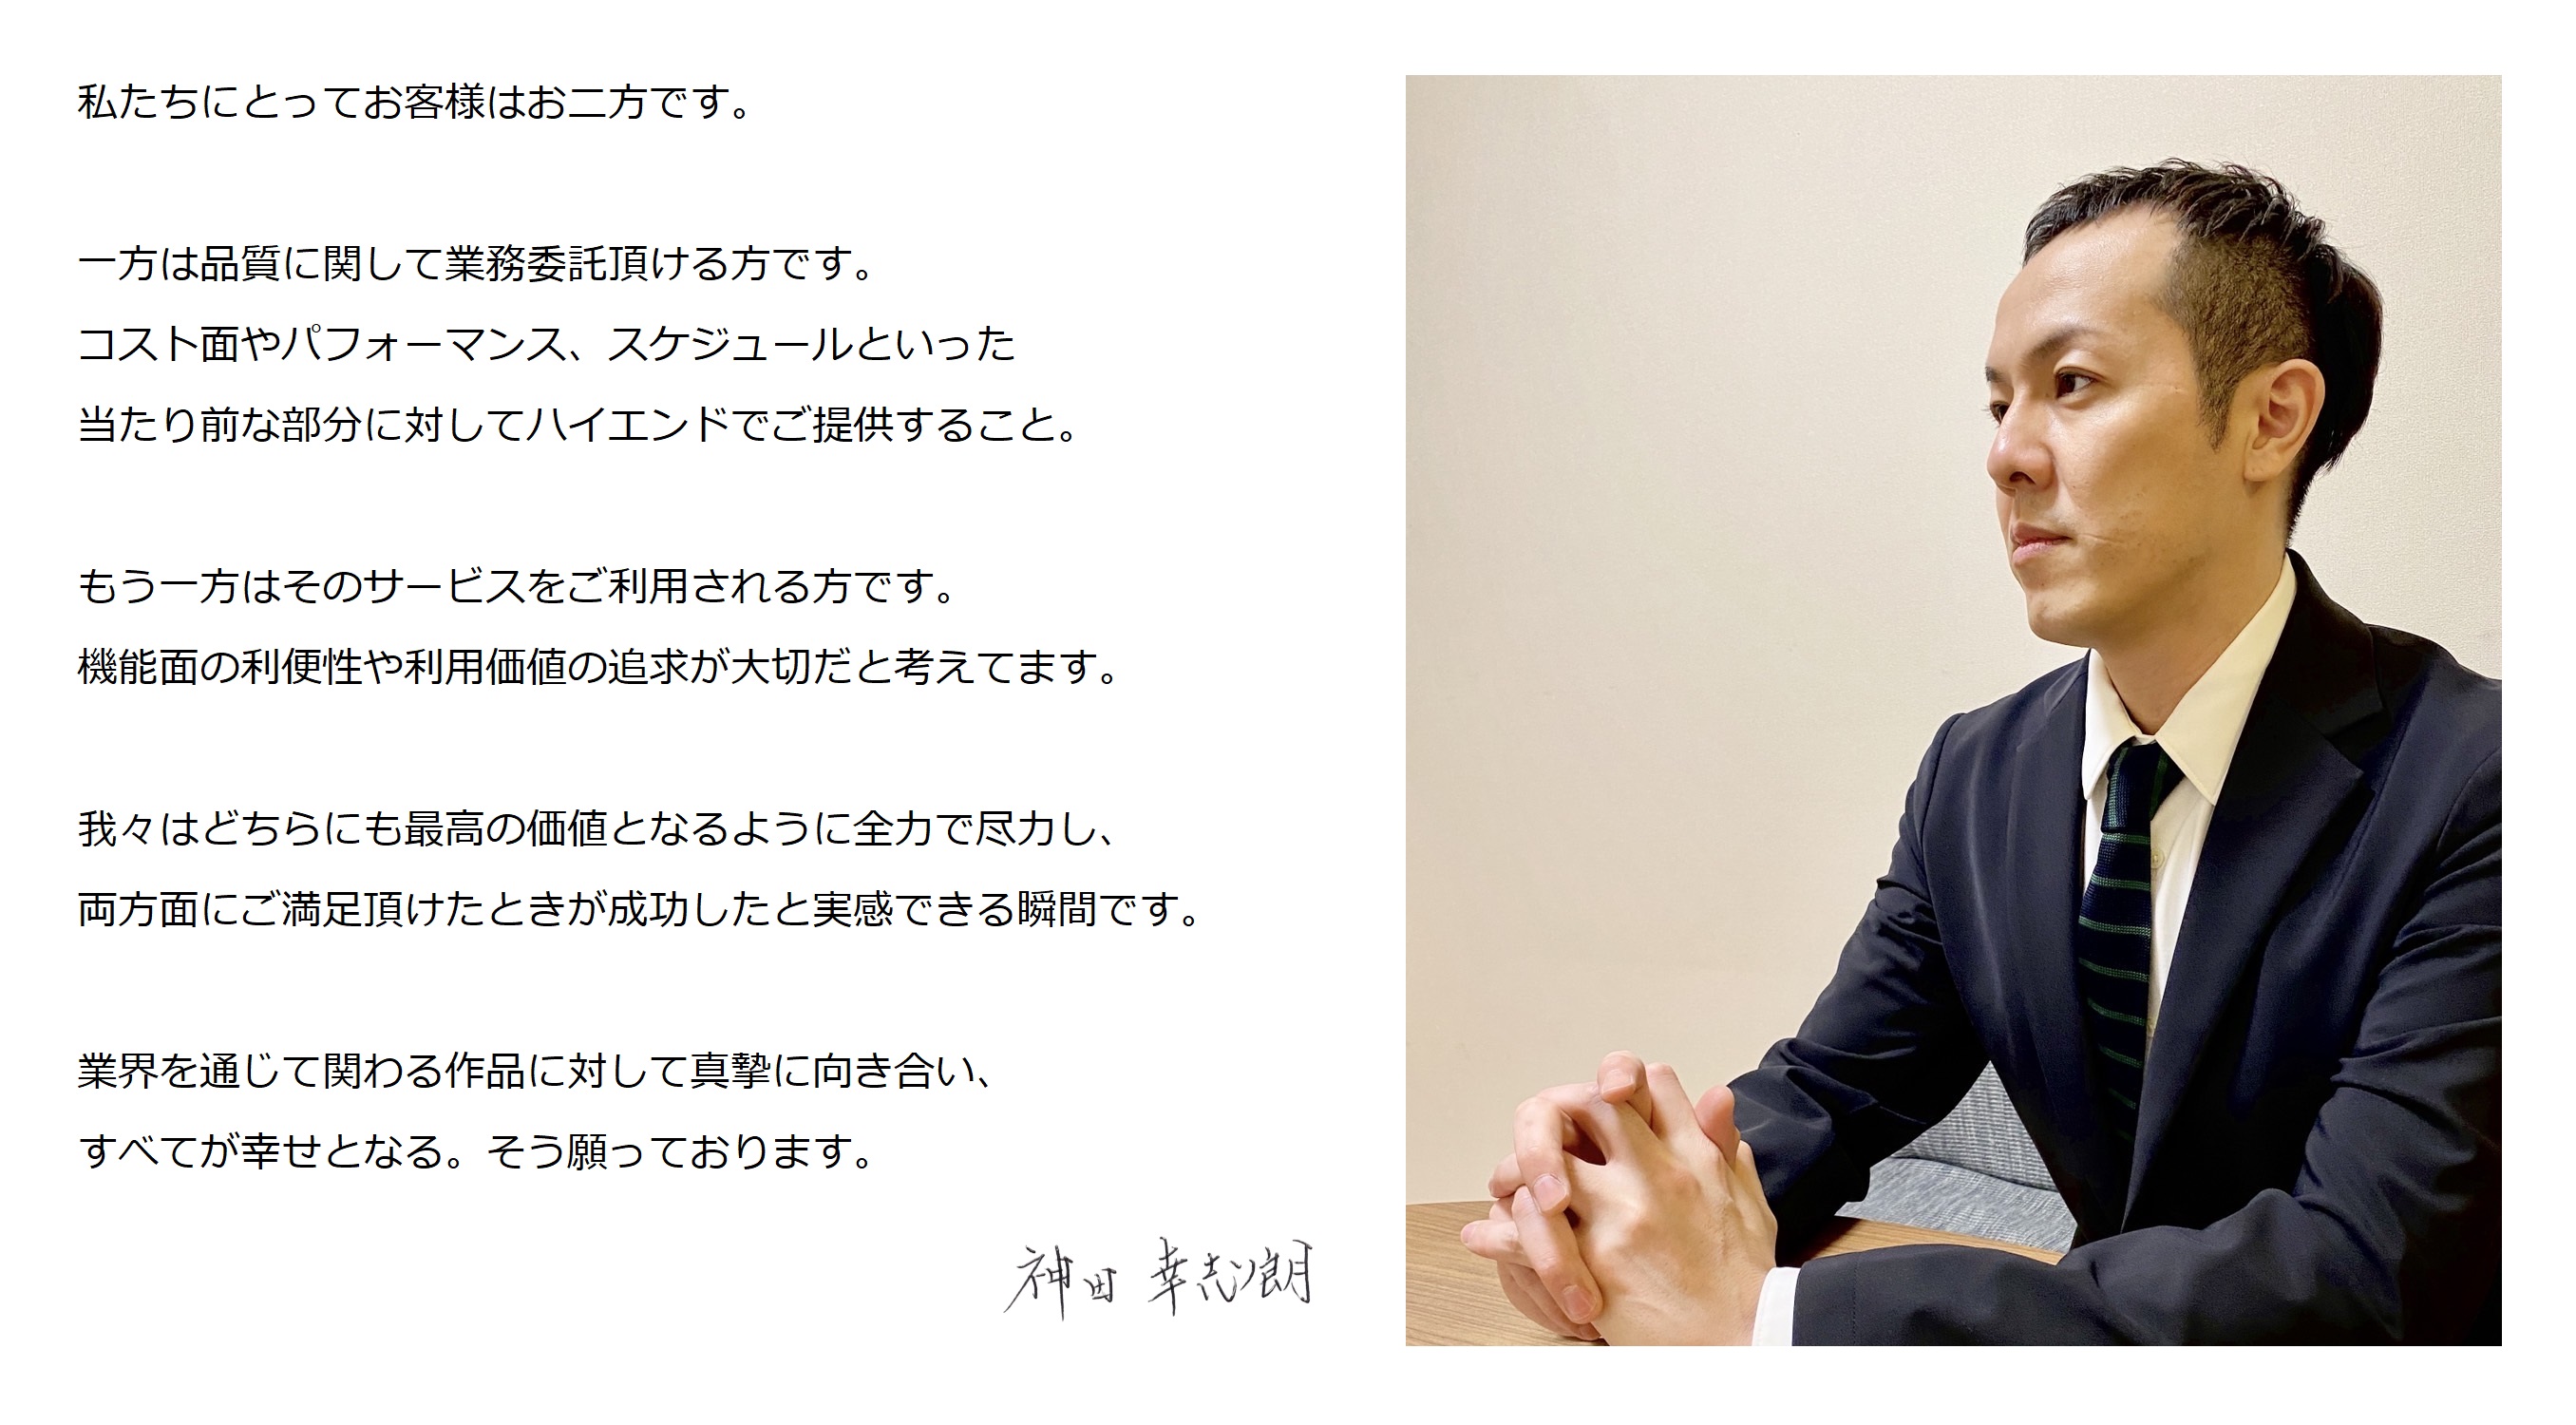 私たちにとってお客様はお二方です。
一方は品質に関して業務委託頂ける方です。
コスト面やパフォーマンス、スケジュールといった
当たり前な部分に対してハイエンドでご提供すること。
もう一方はそのサービスをご利用される方です。
機能面の利便性や利用価値の追求が大切だと考えてます。
我々はどちらにも最高の価値となるように全力で尽力し、
両方面にご満足頂けたときが成功したと実感できる瞬間です。
業界を通じて関わる作品に対して真摯に向き合い、
すべてが幸せとなる。そう願っております。
神田 幸志朗